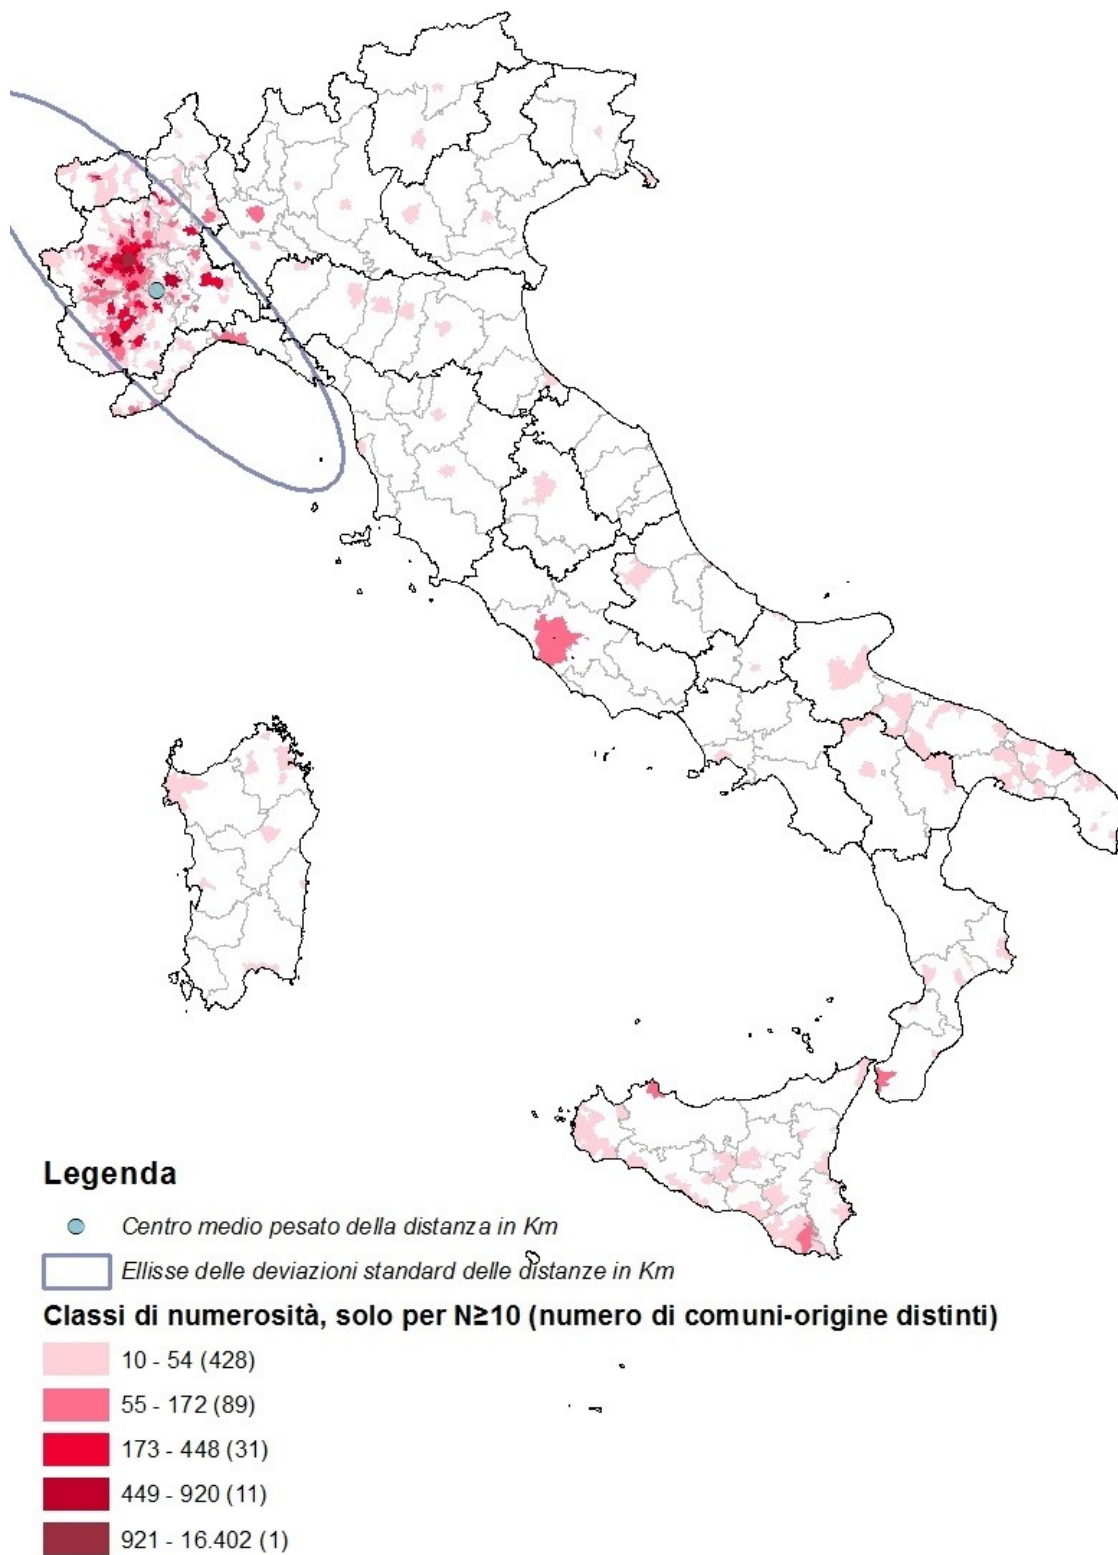 Legenda
Centro medio pesato della distanza in Km
Ellisse delle deviazioni standard delle distanze in Km
Classi di numerosità, solo per N≥10 (numero di comuni-origine distinti)
10 - 54 (428)
55 - 172 (89)
173 - 448 (31)
449 - 920 (11)
921 - 16.402 (1)